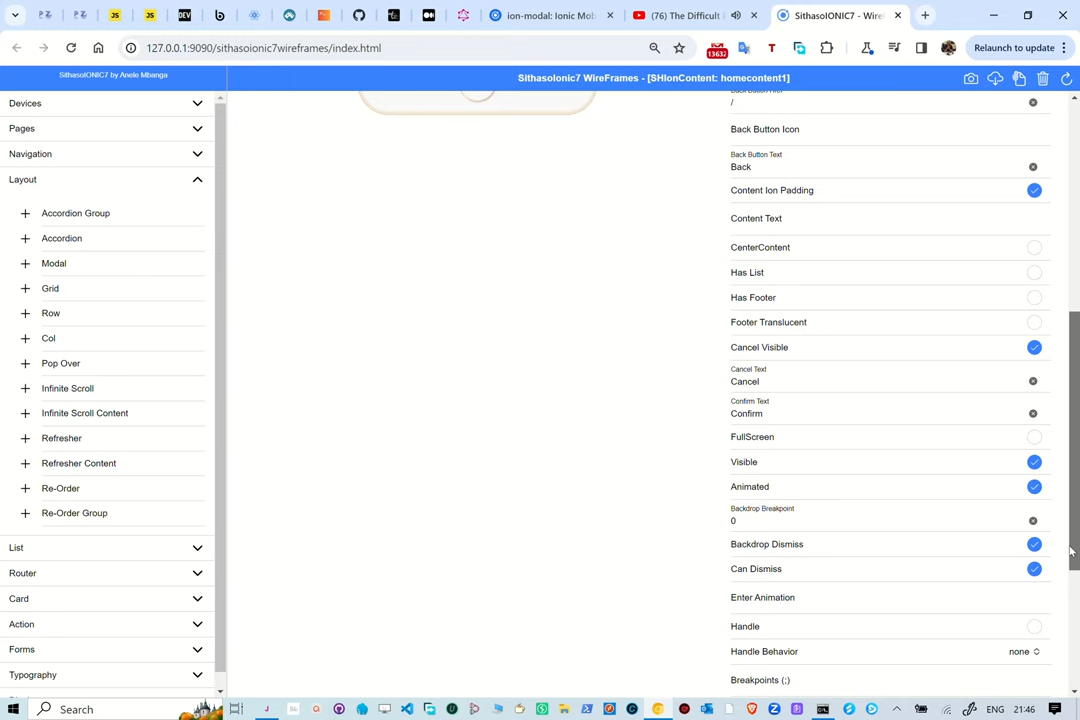 ion-modal: Ionic Mob
(76) The Difficult
SithasoIONIC7 - Wire
127.0.0.1:9090/sithasoionic7wireframes/index.html
13632
Relaunch to update
SithasoIONIC7 by Anele Mbanga
SithasoIonic7 WireFrames - [SHIonContent: homecontent1]
Devices
Pages
Navigation
Layout
Accordion Group
Accordion
Modal
Grid
Row
Col
Pop Over
Infinite Scroll
Infinite Scroll Content
Refresher
Refresher Content
Re-Order
Re-Order Group
List
Router
Card
Action
Forms
Typography
/
Back Button Icon
Back Button Text
Back
Content Ion Padding
Content Text
CenterContent
Has List
Has Footer
Footer Translucent
Cancel Visible
Cancel Text
Cancel
Confirm Text
Confirm
FullScreen
Visible
Animated
Backdrop Breakpoint
0
Backdrop Dismiss
Can Dismiss
Enter Animation
Handle
Handle Behavior
none
Breakpoints (;)
Search
ENG
21:46